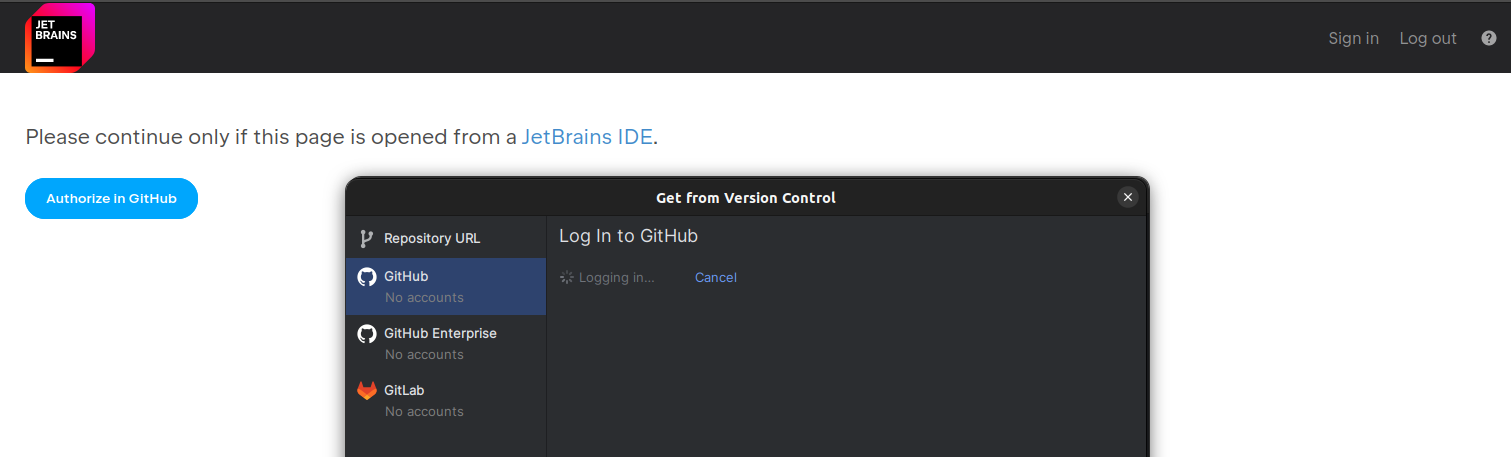 JET
BRAINS
Sign in Log out ?
Please continue only if this page is opened from a JetBrains IDE.
Authorize in GitHub
Get from Version Control
Repository URL
GitHub
No accounts
GitHub Enterprise
No accounts
GitLab
No accounts
Log In to GitHub
Logging in... Cancel